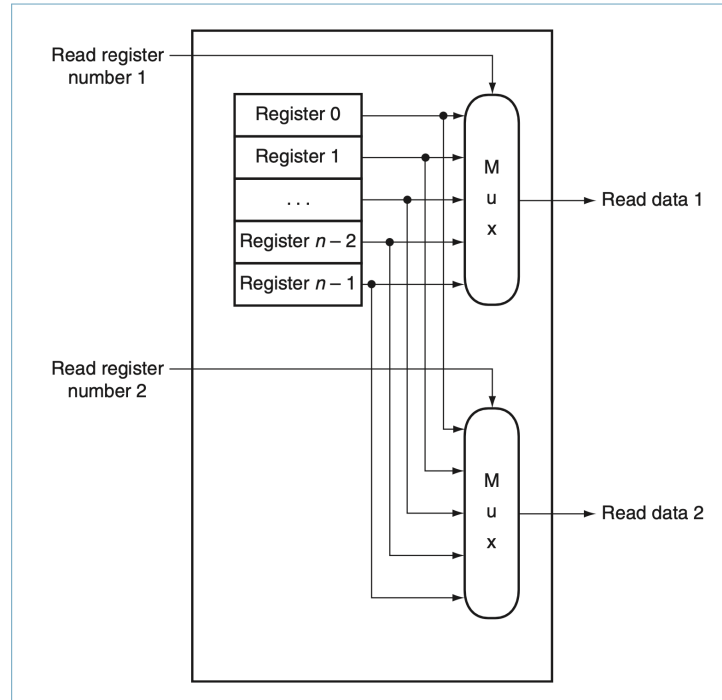 Read register
number 1
Register 0
Register 1
. . .
Register n – 2
Register n – 1
M
u
x
Read data 1
Read register
number 2
M
u
x
Read data 2